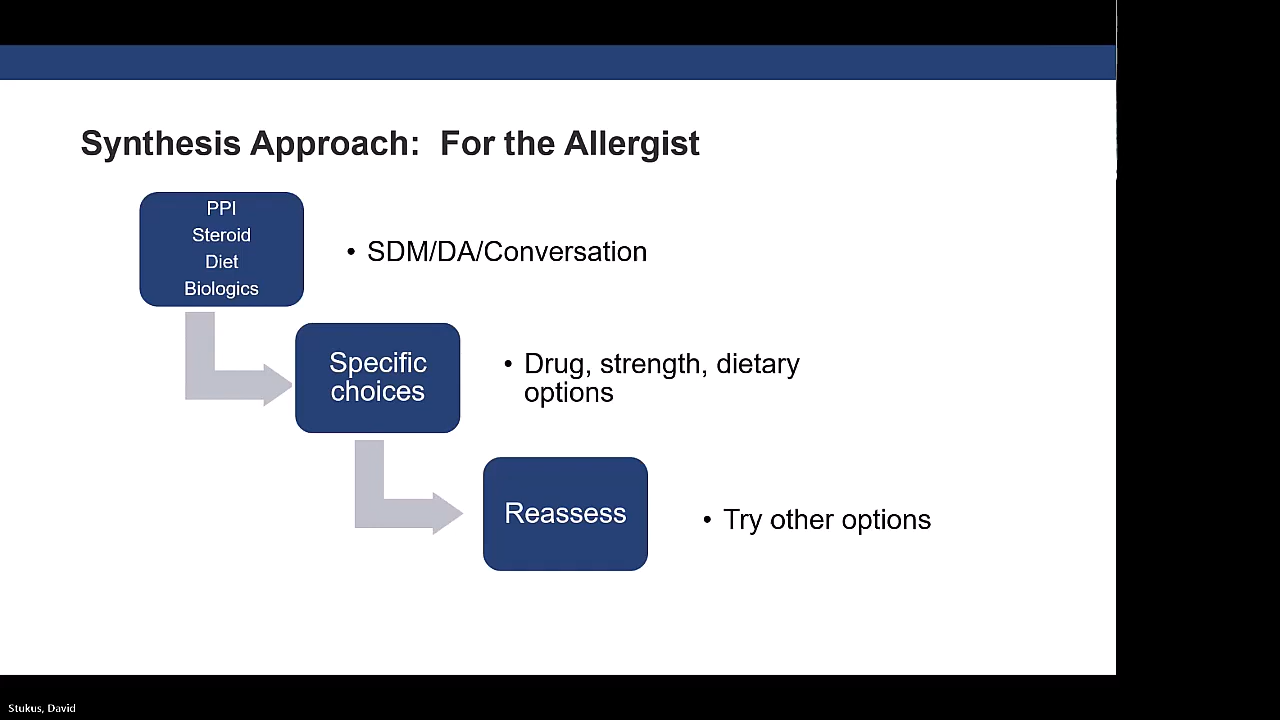 Synthesis Approach:  For the Allergist
PPI
Steroid
Diet
Biologics
• SDM/DA/Conversation
Specific
choices
• Drug, strength, dietary
options
Reassess
• Try other options
Stukus, David